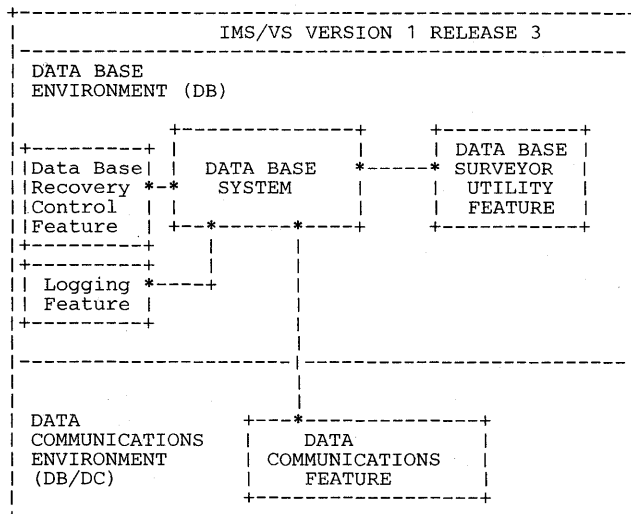 IMS/VS VERSION 1 RELEASE 3
DATA BASE
ENVIRONMENT (DB)
Data Base
Recovery
Control
Feature
DATA BASE
SYSTEM
DATA BASE
SURVEYOR
UTILITY
FEATURE
Logging
Feature
DATA
COMMUNICATIONS
ENVIRONMENT
(DB/DC)
DATA
COMMUNICATIONS
FEATURE